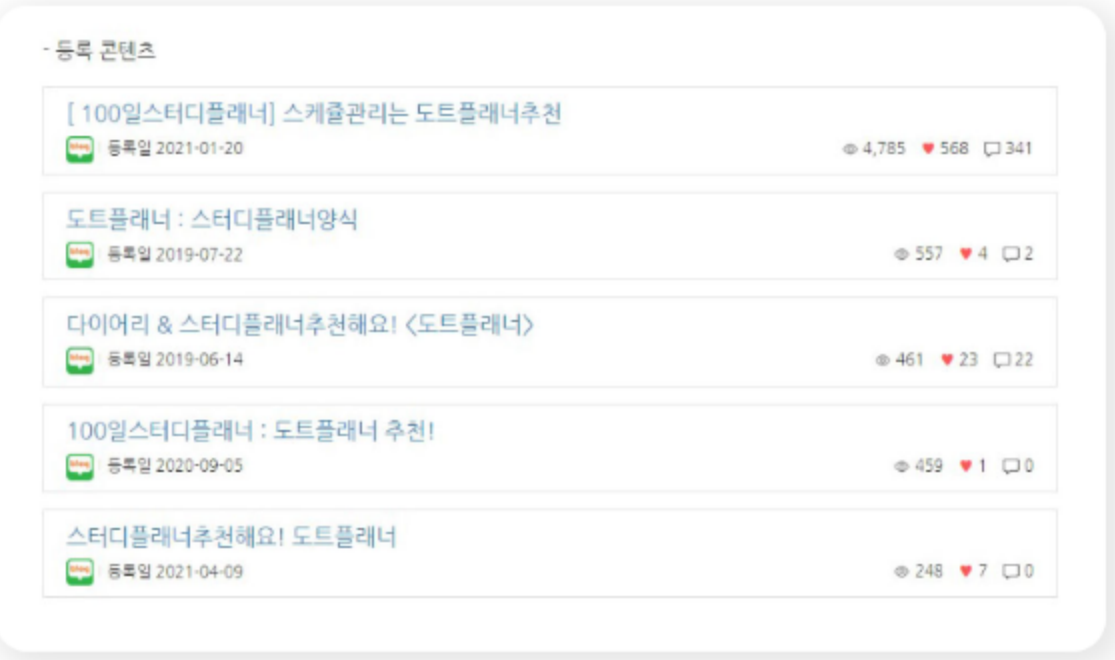 - 등록 콘텐츠
[ 100일스터디플래너] 스케쥴관리는 도트플래너추천
blog 등록일 2021-01-20 4,785 568 341
도트플래너 : 스터디플래너양식
blog 등록일 2019-07-22 557 4 2
다이어리 & 스터디플래너추천해요! <도트플래너>
blog 등록일 2019-06-14 461 23 22
100일스터디플래너 : 도트플래너 추천!
blog 등록일 2020-09-05 459 1 0
스터디플래너추천해요! 도트플래너
blog 등록일 2021-04-09 248 7 0